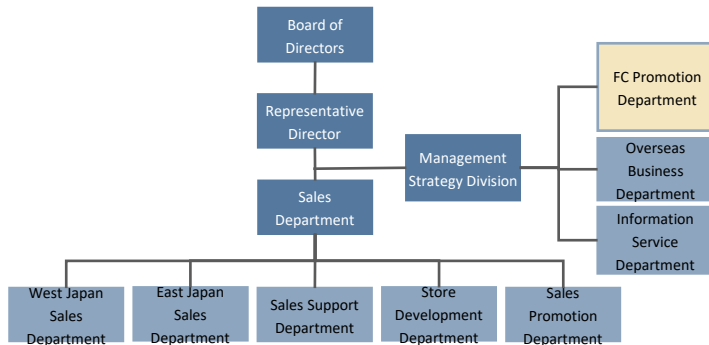 Board of
Directors
FC Promotion
Department
Representative
Director
Management
Strategy Division
Overseas
Business
Department
Sales
Department
Information
Service
Department
West Japan
Sales
Department
East Japan
Sales
Department
Sales Support
Department
Store
Development
Department
Sales
Promotion
Department